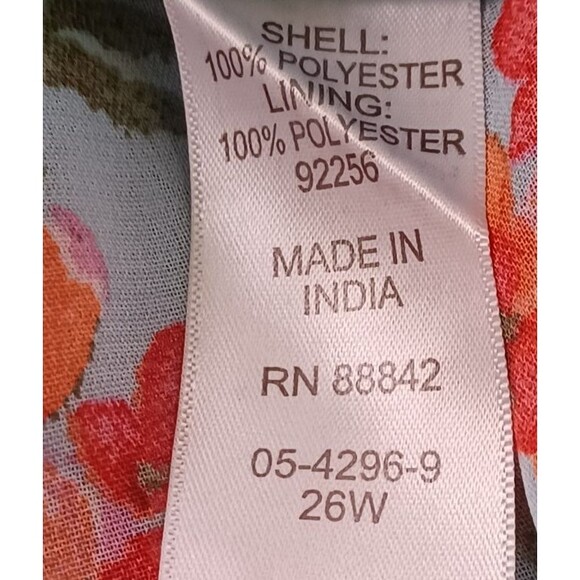 SHELL:
100% POLYESTER
LINING:
100% POLYESTER
92256
MADE IN
INDIA
RN 88842
05-4296-9
26W